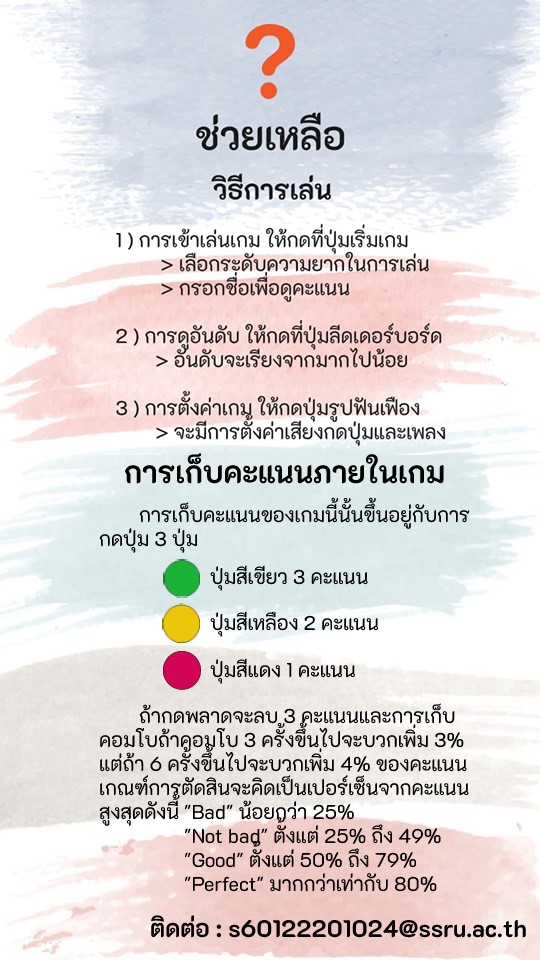 ?
ช่วยเหลือ
วิธีการเล่น
1 ) การเข้าเล่นเกม ให้กดที่ปุ่มเริ่มเกม
> เลือกระดับความยากในการเล่น
> กรอกชื่อเพื่อดูคะแนน
2 ) การดูอันดับ ให้กดที่ปุ่มลีดเดอร์บอร์ด
> อันดับจะเรียงจากมากไปน้อย
3 ) การตั้งค่าเกม ให้กดปุ่มรูปฟันเฟือง
> จะมีการตั้งค่าเสียงกดปุ่มและเพลง
การเก็บคะแนนภายในเกม
การเก็บคะแนนของเกมนี้นั้นขึ้นอยู่กับการ
กดปุ่ม 3 ปุ่ม
ปุ่มสีเขียว 3 คะแนน
ปุ่มสีเหลือง 2 คะแนน
ปุ่มสีแดง 1 คะแนน
ถ้ากดพลาดจะลบ 3 คะแนนและการเก็บ
คอมโบถ้าคอมโบ 3 ครั้งขึ้นไปจะบวกเพิ่ม 3%
แต่ถ้า 6 ครั้งขึ้นไปจะบวกเพิ่ม 4% ของคะแนน
เกณฑ์การตัดสินจะคิดเป็นเปอร์เซ็นจากคะแนน
สูงสุดดังนี้ "Bad" น้อยกว่า 25%
"Not bad" ตั้งแต่ 25% ถึง 49%
"Good" ตั้งแต่ 50% ถึง 79%
"Perfect" มากกว่าเท่ากับ 80%
ติดต่อ : s60122201024@ssru.ac.th